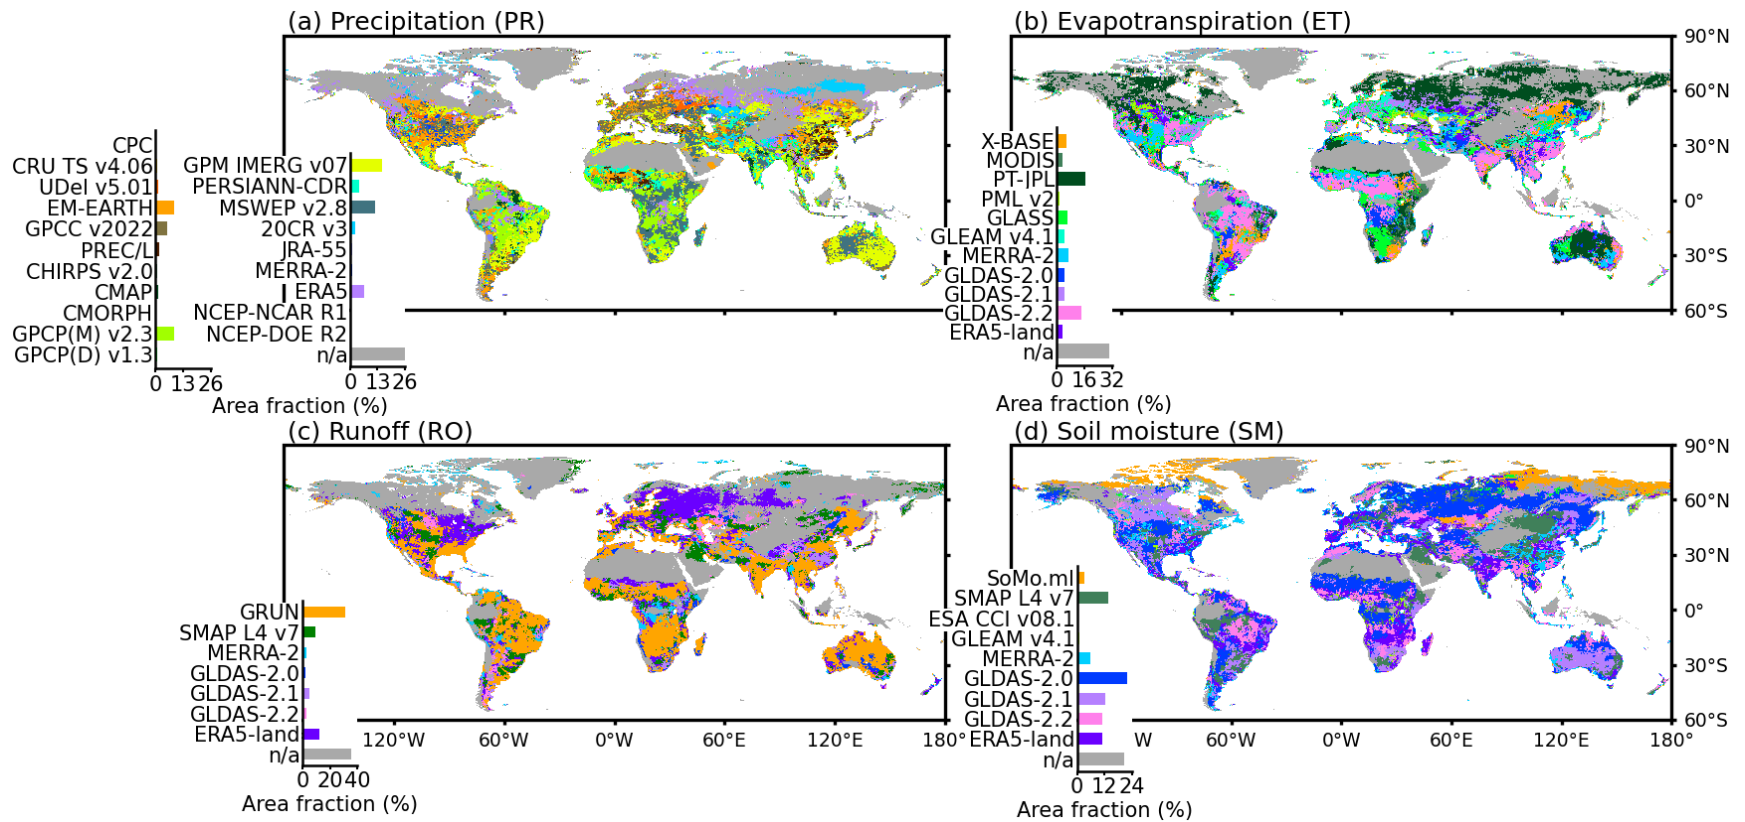 (a) Precipitation (PR)
CPC
CRU TS v4.06
UDel v5.01
EM-EARTH
GPCC v2022
PREC/L
CHIRPS v2.0
CMAP
CMORPH
GPCP(M) v2.3
GPCP(D) v1.3
0 13 26
GPM IMERG v07
PERSIANN-CDR
MSWEP v2.8
20CR v3
JRA-55
MERRA-2
ERA5
NCEP-NCAR R1
NCEP-DOE R2
n/a
0 13 26
Area fraction (%)
(b) Evapotranspiration (ET)
90°N
60°N
30°N
0°
30°S
60°S
X-BASE
MODIS
PT-JPL
PML v2
GLASS
GLEAM v4.1
MERRA-2
GLDAS-2.0
GLDAS-2.1
GLDAS-2.2
ERA5-land
n/a
0 16 32
Area fraction (%)
(c) Runoff (RO)
GRUN
SMAP L4 v7
MERRA-2
GLDAS-2.0
GLDAS-2.1
GLDAS-2.2
ERA5-land
n/a
0 20 40
Area fraction (%)
120°W 60°W 0°W 60°E 120°E 180°
(d) Soil moisture (SM)
90°N
60°N
30°N
0°
30°S
60°S
SoMo.ml
SMAP L4 v7
ESA CCI v08.1
GLEAM v4.1
MERRA-2
GLDAS-2.0
GLDAS-2.1
GLDAS-2.2
ERA5-land
n/a
0 12 24
Area fraction (%)
W 60°W 0°W 60°E 120°E 180°